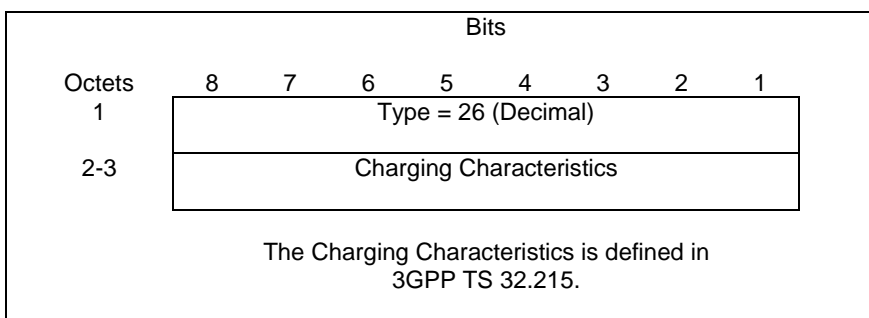 Bits
Octets 8 7 6 5 4 3 2 1
1 Type = 26 (Decimal)
2-3 Charging Characteristics
The Charging Characteristics is defined in
3GPP TS 32.215.